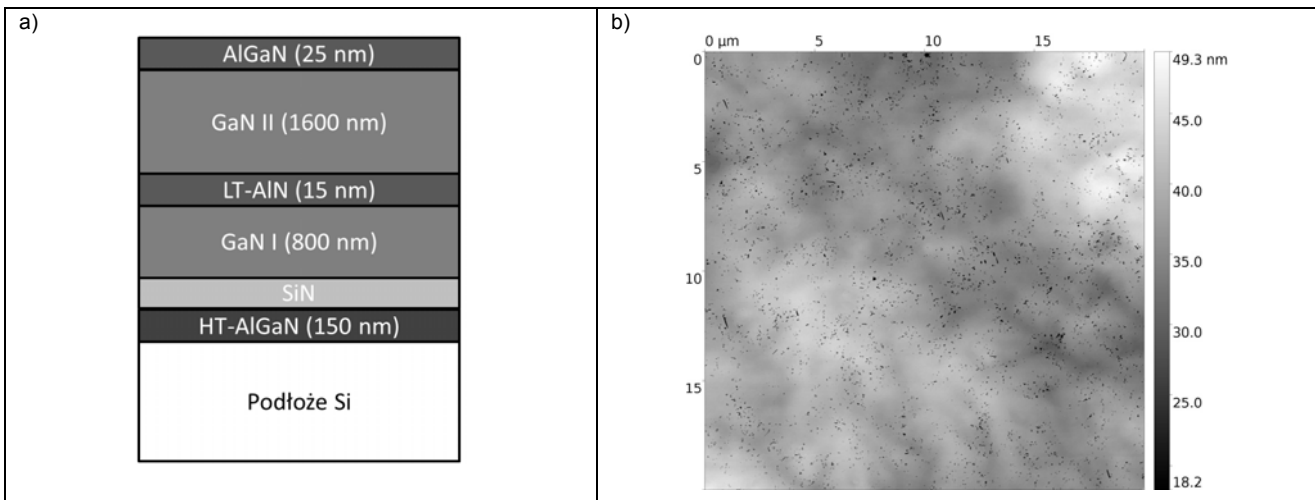 a)
AlGaN (25 nm)
GaN II (1600 nm)
LT-AlN (15 nm)
GaN I (800 nm)
SiN
HT-AlGaN (150 nm)
Podłoże Si
b)
0 µm 5 10 15
0
5
10
15
49.3 nm
45.0
40.0
35.0
30.0
25.0
18.2